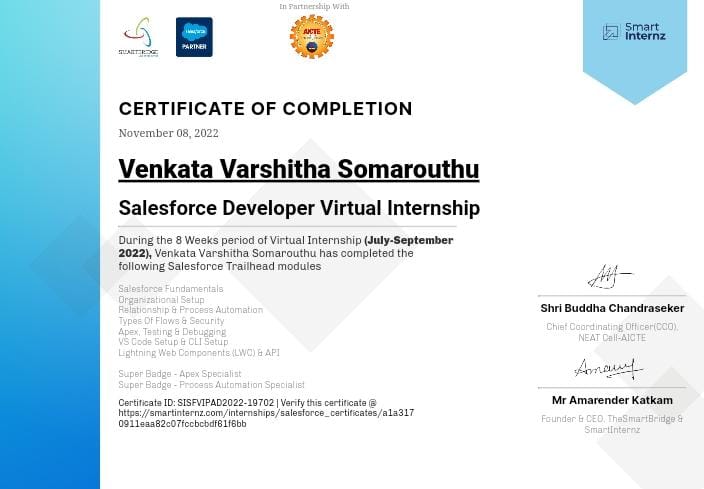 In Partnership With
SMARTBRIDGE
salesforce
PARTNER
AICTE
Smart
Internz
CERTIFICATE OF COMPLETION
November 08, 2022
Venkata Varshitha Somarouthu
Salesforce Developer Virtual Internship
During the 8 Weeks period of Virtual Internship (July-September
2022), Venkata Varshitha Somarouthu has completed the
following Salesforce Trailhead modules
Salesforce Fundamentals
Organizational Setup
Relationship & Process Automation
Types Of Flows & Security
Apex, Testing & Debugging
VS Code Setup & CLI Setup
Lightning Web Components (LWC) & API
Super Badge - Apex Specialist
Super Badge - Process Automation Specialist
Certificate ID: SISFVIPAD2022-19702 | Verify this certificate @
https://smartinternz.com/internships/salesforce_certificates/a1a317
0911eaa82c07fccbcbdf61f6bb
Shri Buddha Chandraseker
Chief Coordinating Officer(CCO),
NEAT Cell-AICTE
Mr Amarender Katkam
Founder & CEO, TheSmartBridge &
SmartInternz